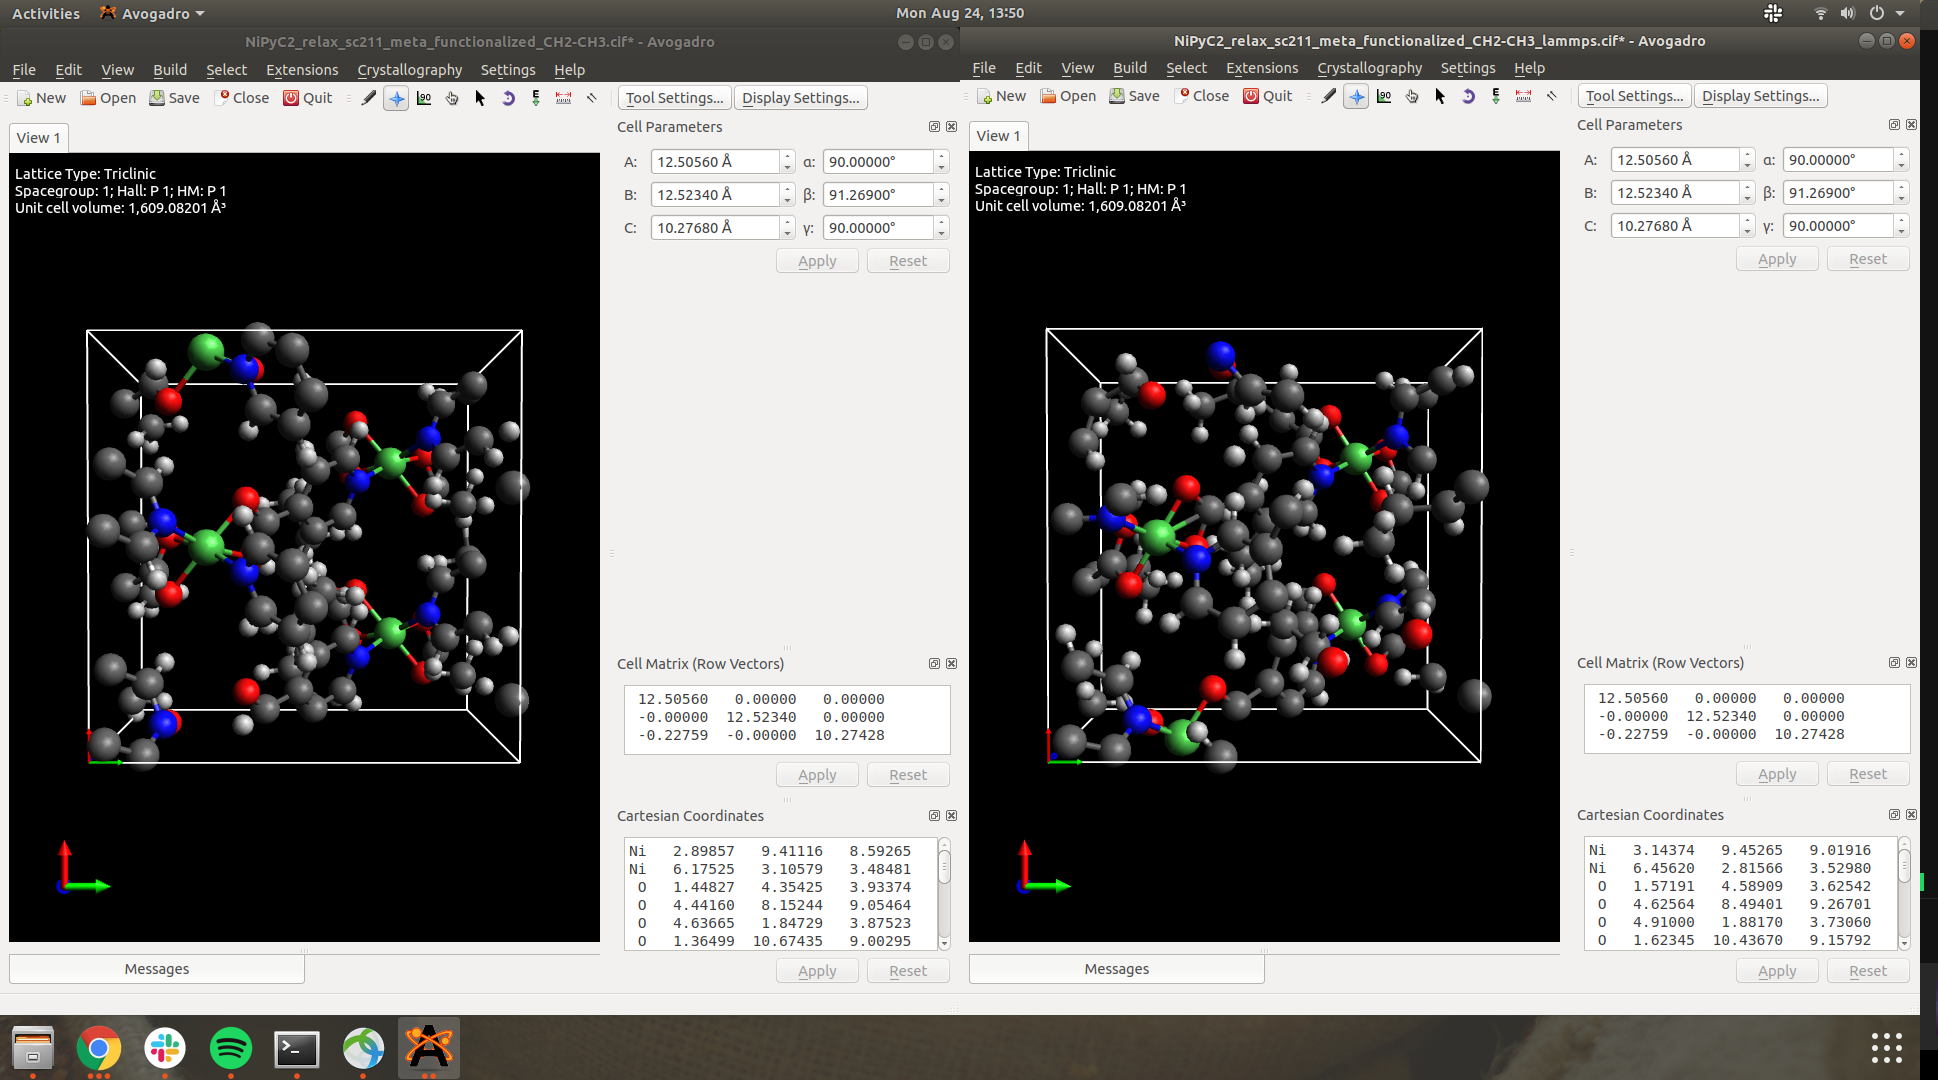 Activities Avogadro Mon Aug 24, 13:50
NiPyC2_relax_sc211_meta_functionalized_CH2-CH3.cif* - Avogadro
File Edit View Build Select Extensions Crystallography Settings Help
New Open Save Close Quit Tool Settings... Display Settings...
View 1
Lattice Type: Triclinic
Spacegroup: 1; Hall: P 1; HM: P 1
Unit cell volume: 1,609.08201 Å³
Cell Parameters
A: 12.50560 Å α: 90.00000°
B: 12.52340 Å β: 91.26900°
C: 10.27680 Å γ: 90.00000°
Apply Reset
Cell Matrix (Row Vectors)
12.50560 0.00000 0.00000
-0.00000 12.52340 0.00000
-0.22759 -0.00000 10.27428
Apply Reset
Cartesian Coordinates
Ni 2.89857 9.41116 8.59265
Ni 6.17525 3.10579 3.48481
O 1.44827 4.35425 3.93374
O 4.44160 8.15244 9.05464
O 4.63665 1.84729 3.87523
O 1.36499 10.67435 9.00295
Apply Reset
Messages
NiPyC2_relax_sc211_meta_functionalized_CH2-CH3_lammps.cif* - Avogadro
File Edit View Build Select Extensions Crystallography Settings Help
New Open Save Close Quit 90 E Tool Settings... Display Settings...
View 1
Lattice Type: Triclinic
Spacegroup: 1; Hall: P 1; HM: P 1
Unit cell volume: 1,609.08201 Å³
Cell Parameters
A: 12.50560 Å α: 90.00000°
B: 12.52340 Å β: 91.26900°
C: 10.27680 Å γ: 90.00000°
Apply Reset
Cell Matrix (Row Vectors)
12.50560 0.00000 0.00000
-0.00000 12.52340 0.00000
-0.22759 -0.00000 10.27428
Apply Reset
Cartesian Coordinates
Ni 3.14374 9.45265 9.01916
Ni 6.45620 2.81566 3.52980
O 1.57191 4.58909 3.62542
O 4.62564 8.49401 9.26701
O 4.91000 1.88170 3.73060
O 1.62345 10.43670 9.15792
Apply Reset
Messages